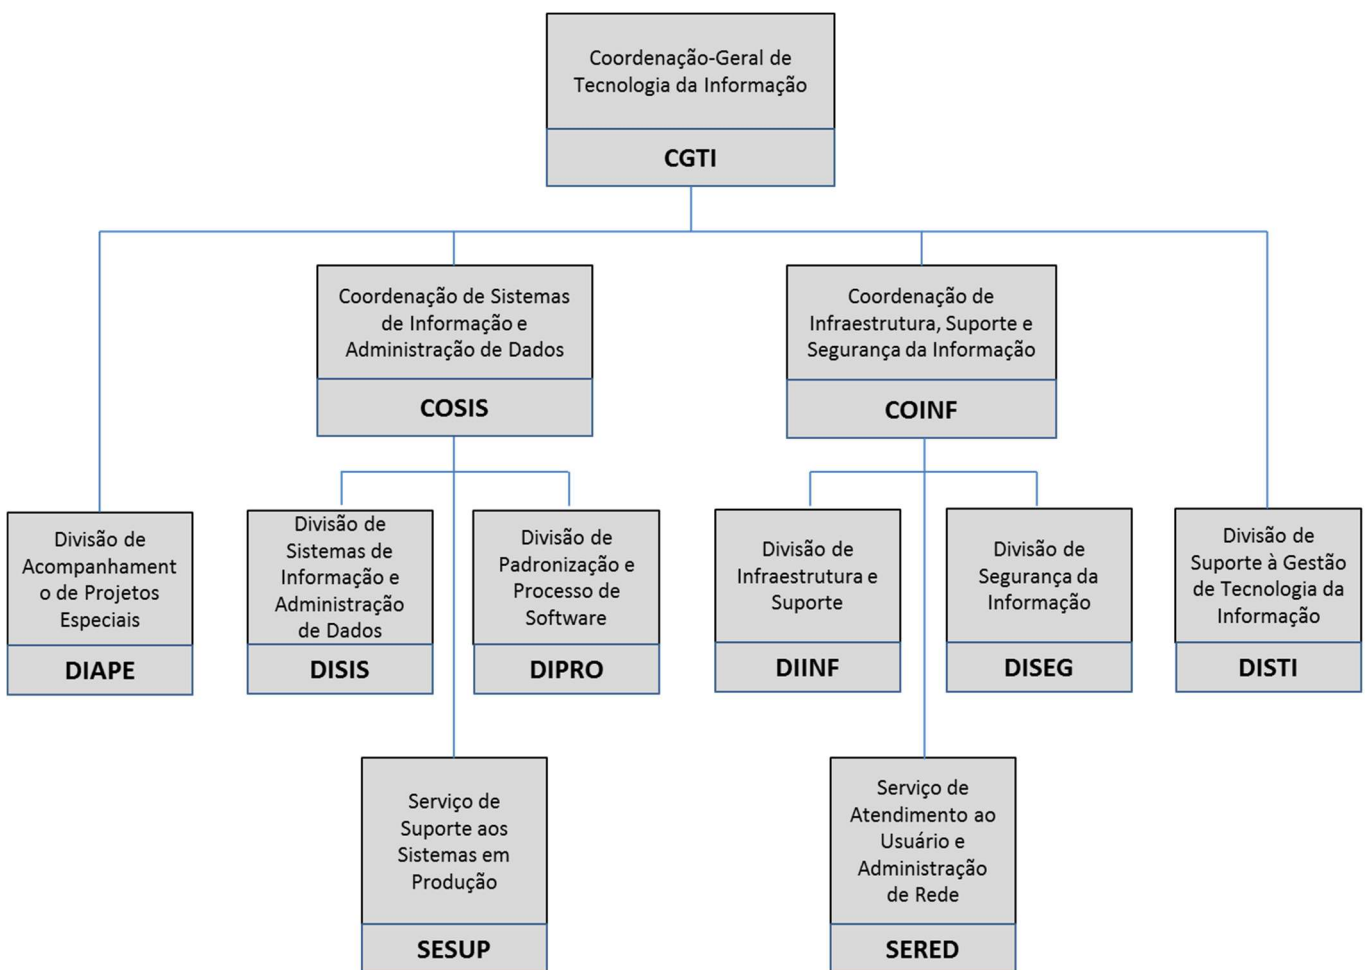 Coordenação-Geral de
Tecnologia da Informação
CGTI
Coordenação de Sistemas
de Informação e
Administração de Dados
COSIS
Coordenação de
Infraestrutura, Suporte e
Segurança da Informação
COINF
Divisão de
Acompanhament
o de Projetos
Especiais
DIAPE
Divisão de
Sistemas de
Informação e
Administração
de Dados
DISIS
Divisão de
Padronização e
Processo de
Software
DIPRO
Divisão de
Infraestrutura e
Suporte
DIINF
Divisão de
Segurança da
Informação
DISEG
Divisão de
Suporte à Gestão
de Tecnologia da
Informação
DISTI
Serviço de
Suporte aos
Sistemas em
Produção
SESUP
Serviço de
Atendimento ao
Usuário e
Administração
de Rede
SERED